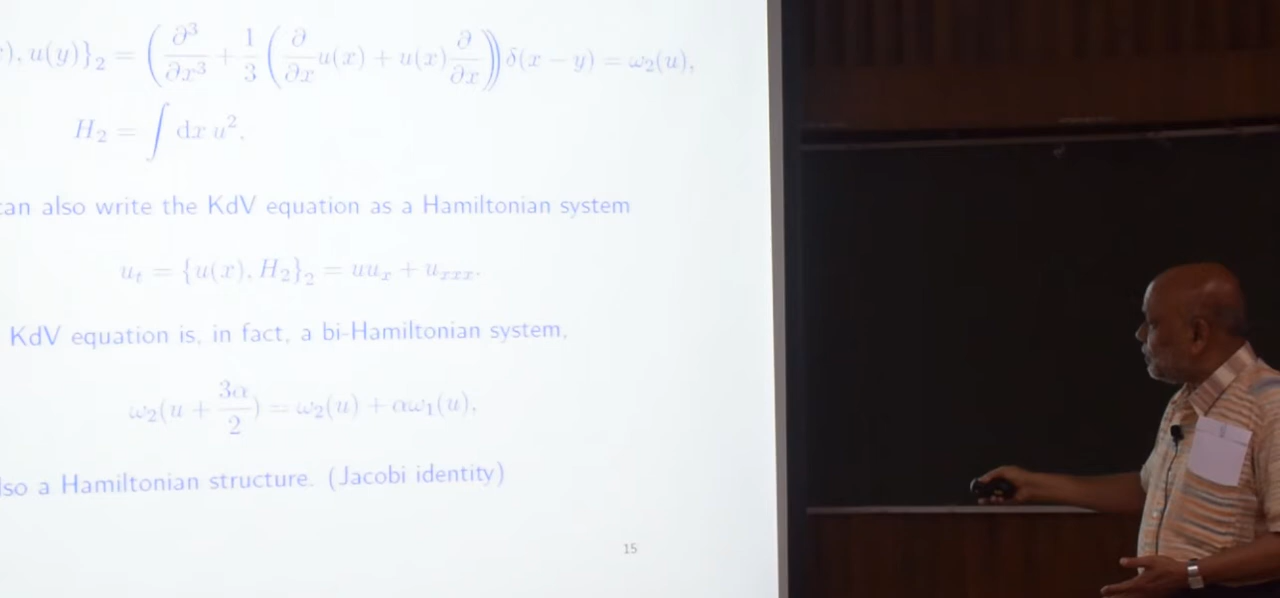 ), u(y)}₂ = (∂³/∂x³ + 1/3 (∂/∂x u(x) + u(x) ∂/∂x)) δ(x − y) = ω₂(u),
H₂ = ∫ dx u².
can also write the KdV equation as a Hamiltonian system
uₜ = {u(x), H₂}₂ = uuₓ + uₓₓₓ.
KdV equation is, in fact, a bi-Hamiltonian system,
ω₂(u + 3α/2) = ω₂(u) + αω₁(u),
lso a Hamiltonian structure. (Jacobi identity)
15